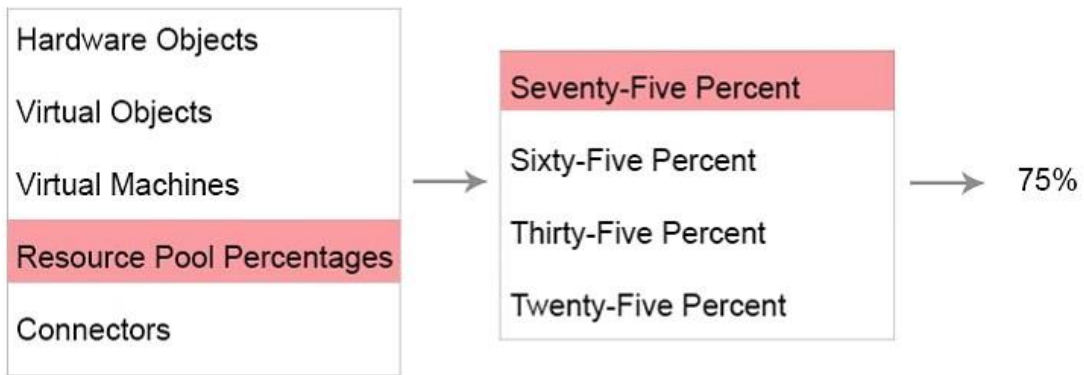 Hardware Objects
Virtual Objects
Virtual Machines
Resource Pool Percentages
Connectors
Seventy-Five Percent
Sixty-Five Percent
Thirty-Five Percent
Twenty-Five Percent
75%